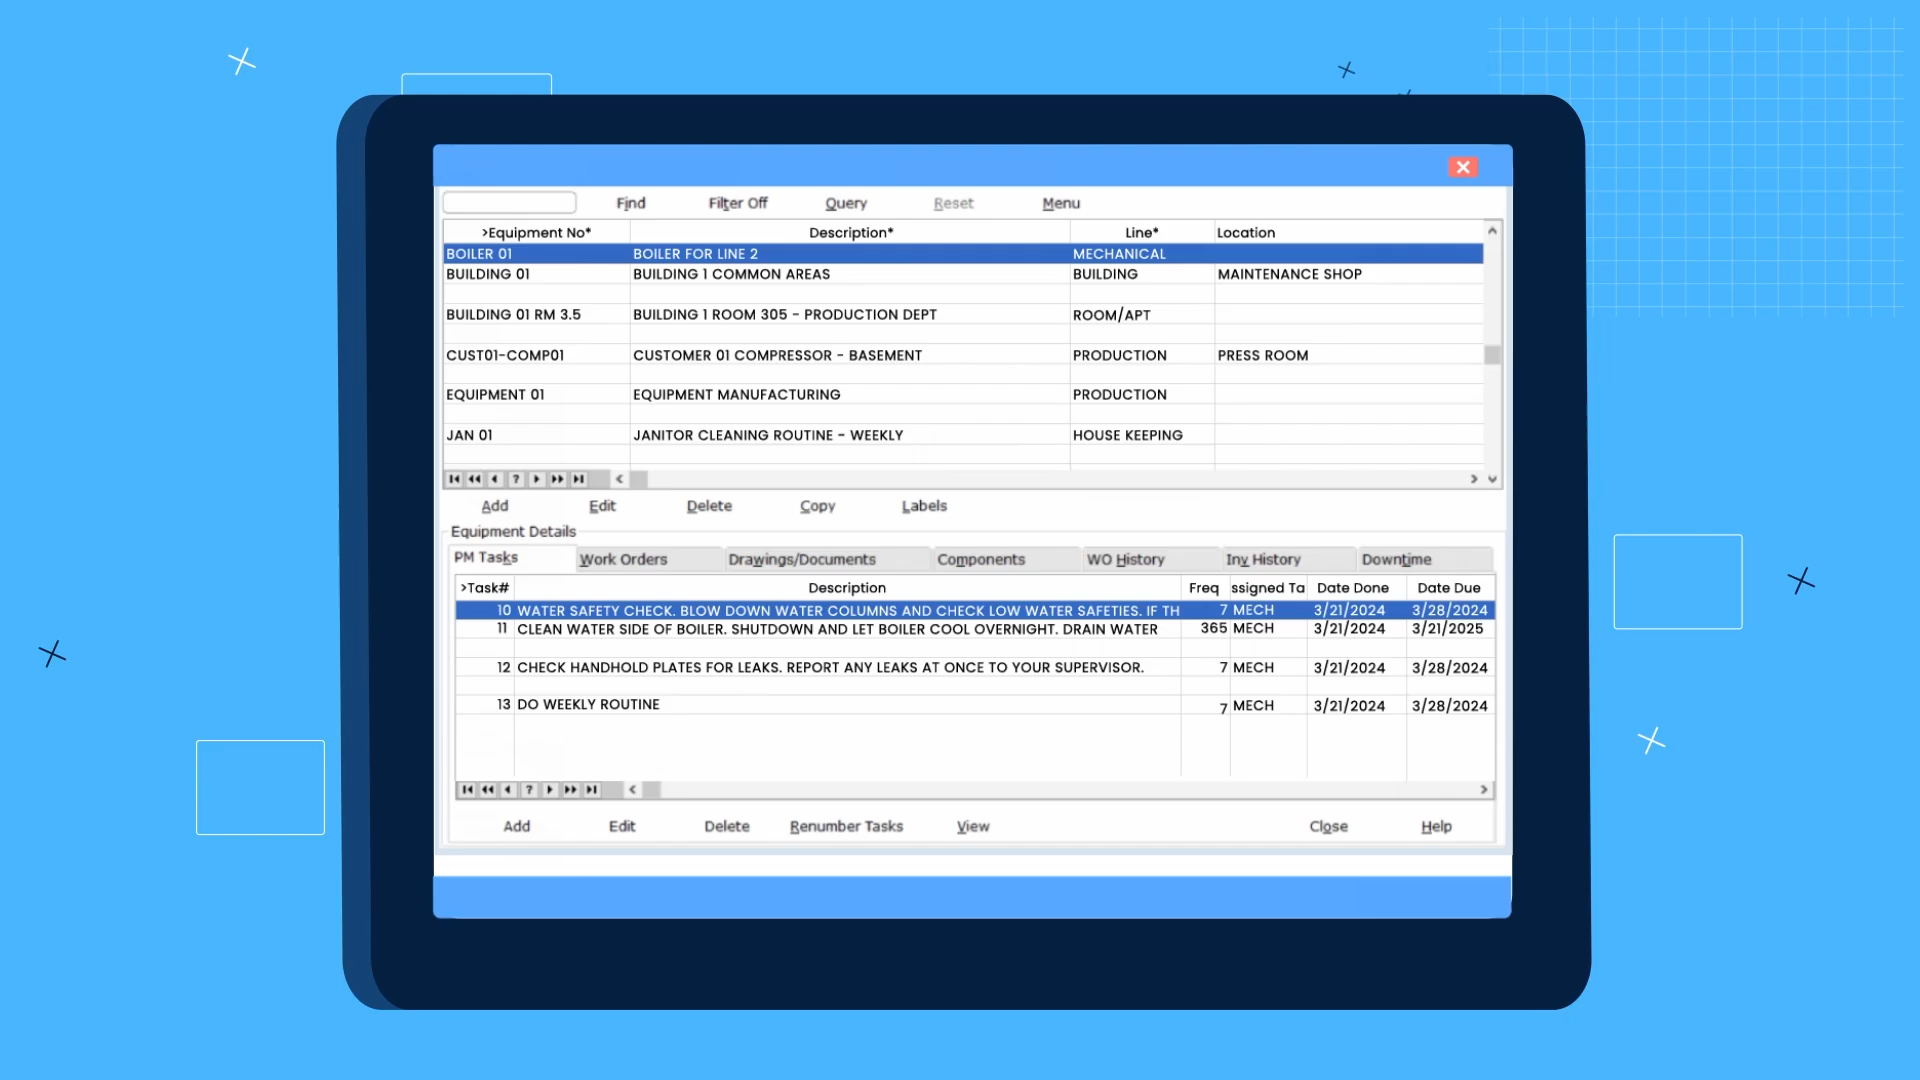 Find Filter Off Query Reset Menu
>Equipment No* Description* Line* Location
BOILER 01 BOILER FOR LINE 2 MECHANICAL
BUILDING 01 BUILDING 1 COMMON AREAS BUILDING MAINTENANCE SHOP
BUILDING 01 RM 3.5 BUILDING 1 ROOM 305 - PRODUCTION DEPT ROOM/APT
CUST01-COMP01 CUSTOMER 01 COMPRESSOR - BASEMENT PRODUCTION PRESS ROOM
EQUIPMENT 01 EQUIPMENT MANUFACTURING PRODUCTION
JAN 01 JANITOR CLEANING ROUTINE - WEEKLY HOUSE KEEPING
?
Add Edit Delete Copy Labels
Equipment Details
PM Tasks Work Orders Drawings/Documents Components WO History Inv History Downtime
>Task# Description Freq ssigned Ta Date Done Date Due
10 WATER SAFETY CHECK. BLOW DOWN WATER COLUMNS AND CHECK LOW WATER SAFETIES. IF TH 7 MECH 3/21/2024 3/28/2024
11 CLEAN WATER SIDE OF BOILER. SHUTDOWN AND LET BOILER COOL OVERNIGHT. DRAIN WATER 365 MECH 3/21/2024 3/21/2025
12 CHECK HANDHOLD PLATES FOR LEAKS. REPORT ANY LEAKS AT ONCE TO YOUR SUPERVISOR. 7 MECH 3/21/2024 3/28/2024
13 DO WEEKLY ROUTINE 7 MECH 3/21/2024 3/28/2024
?
Add Edit Delete Renumber Tasks View Close Help